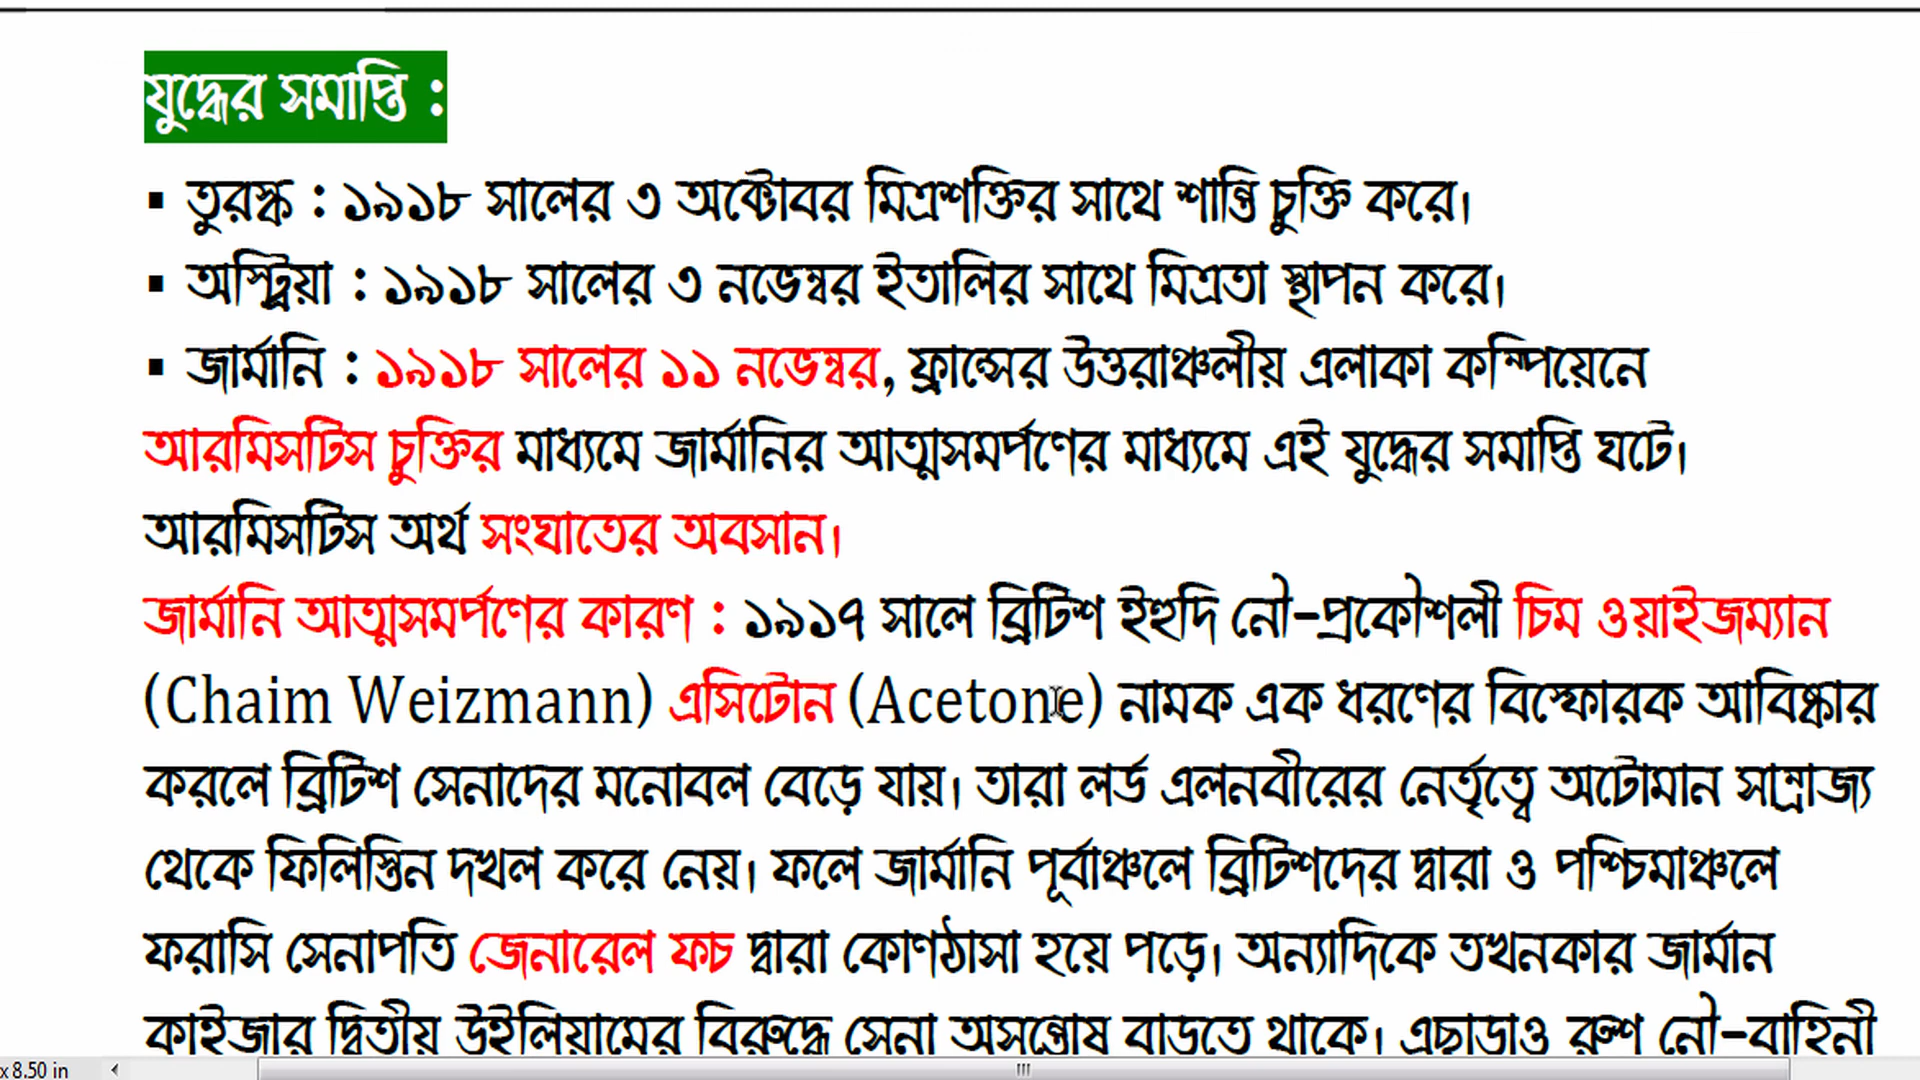 যুদ্ধের সমাপ্তি :
▪ তুরস্ক : ১৯১৮ সালের ৩ অক্টোবর মিত্রশক্তির সাথে শান্তি চুক্তি করে।
▪ অস্ট্রিয়া : ১৯১৮ সালের ৩ নভেম্বর ইতালির সাথে মিত্রতা স্থাপন করে।
▪ জার্মানি : ১৯১৮ সালের ১১ নভেম্বর, ফ্রান্সের উত্তরাঞ্চলীয় এলাকা কম্পিয়েনে
আরমিসটিস চুক্তির মাধ্যমে জার্মানির আত্মসমর্পণের মাধ্যমে এই যুদ্ধের সমাপ্তি ঘটে।
আরমিসটিস অর্থ সংঘাতের অবসান।
জার্মানি আত্মসমর্পণের কারণ : ১৯১৭ সালে ব্রিটিশ ইহুদি নৌ-প্রকৌশলী চিম ওয়াইজম্যান
(Chaim Weizmann) এসিটোন (Acetone) নামক এক ধরণের বিস্ফোরক আবিষ্কার
করলে ব্রিটিশ সেনাদের মনোবল বেড়ে যায়। তারা লর্ড এলনবীরের নের্তৃত্বে অটোমান সাম্রাজ্য
থেকে ফিলিস্তিন দখল করে নেয়। ফলে জার্মানি পূর্বাঞ্চলে ব্রিটিশদের দ্বারা ও পশ্চিমাঞ্চলে
ফরাসি সেনাপতি জেনারেল ফচ দ্বারা কোণঠাসা হয়ে পড়ে। অন্যাদিকে তখনকার জার্মান
কাইজার দ্বিতীয় উইলিয়ামের বিরুদ্ধে সেনা অসন্তোষ বাড়তে থাকে। এছাড়াও রুশ নৌ-বাহিনী
x 8.50 in